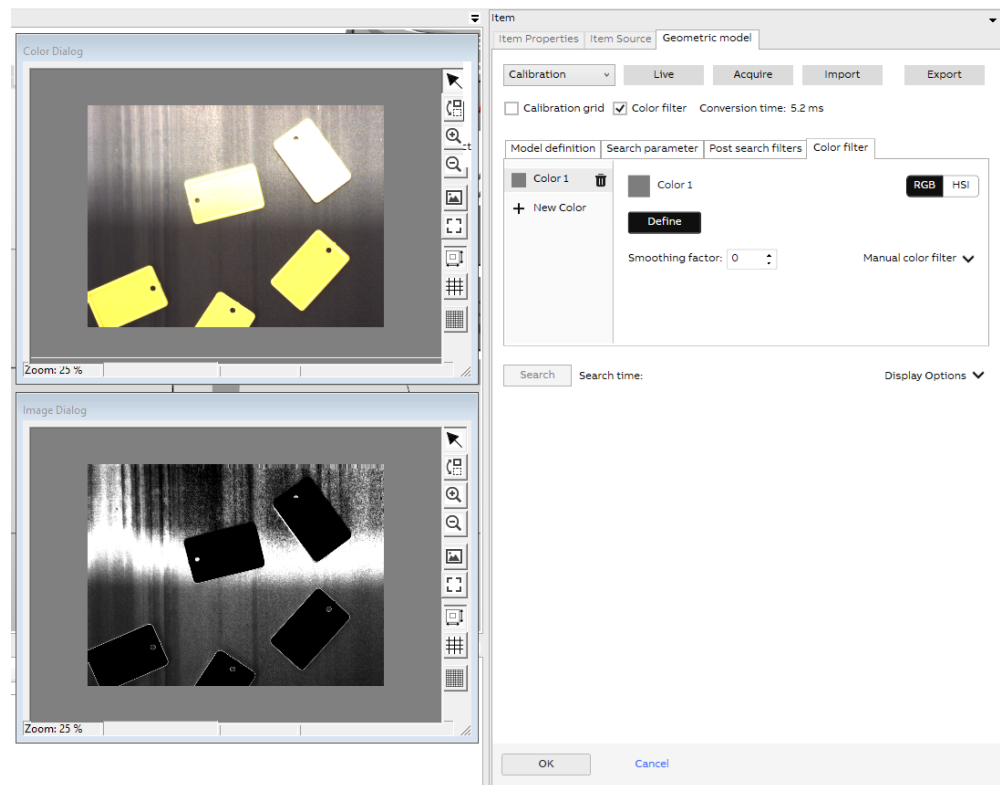 Item
Item Properties Item Source Geometric model
Color Dialog
Calibration Live Acquire Import Export
Calibration grid Color filter Conversion time: 5.2 ms
Model definition Search parameter Post search filters Color filter
Color 1 Color 1 RGB HSI
New Color
Define
Smoothing factor: 0 Manual color filter
Zoom: 25 %
Search Search time: Display Options
Image Dialog
Zoom: 25 %
OK Cancel